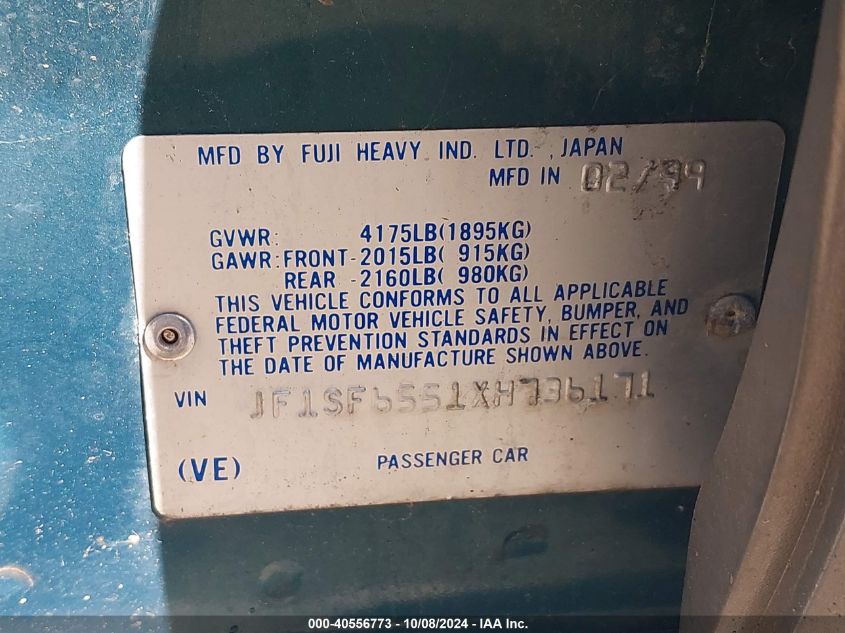 MFD BY FUJI HEAVY IND. LTD. , JAPAN
MFD IN 02/99
GVWR: 4175LB(1895KG)
GAWR: FRONT-2015LB( 915KG)
REAR -2160LB( 980KG)
THIS VEHICLE CONFORMS TO ALL APPLICABLE
FEDERAL MOTOR VEHICLE SAFETY, BUMPER, AND
THEFT PREVENTION STANDARDS IN EFFECT ON
THE DATE OF MANUFACTURE SHOWN ABOVE.
VIN JF1SF6551XH736171
(VE) PASSENGER CAR
000-40556773 - 10/08/2024 - IAA Inc.